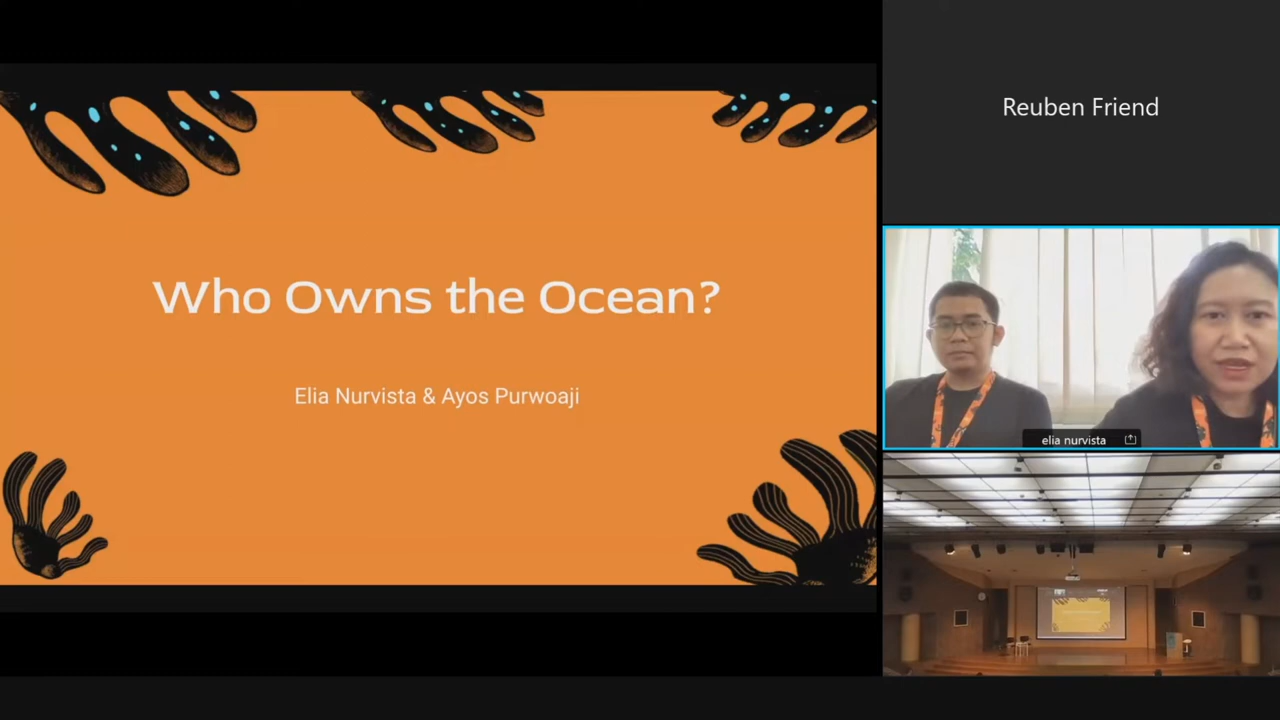 Who Owns the Ocean?
Elia Nurvista & Ayos Purwoaji
Reuben Friend
elia nurvista